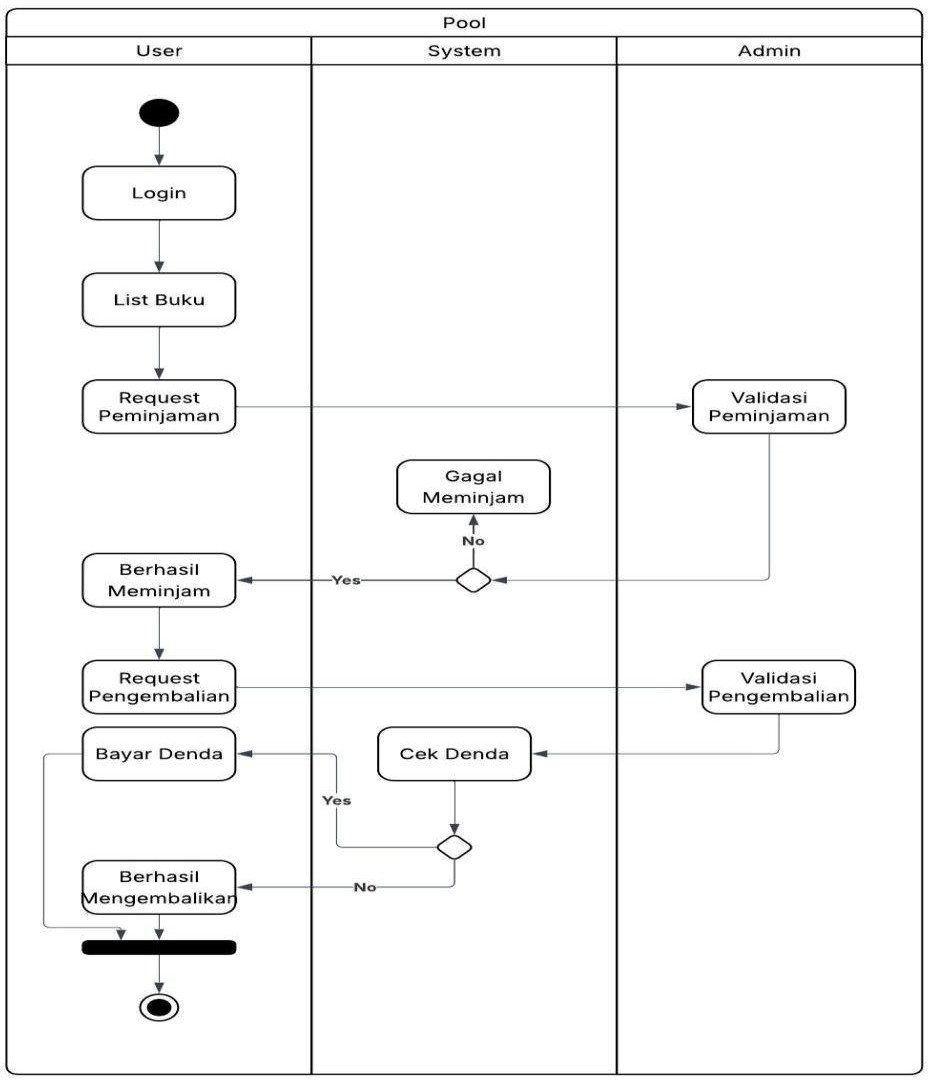 Pool
User
System
Admin
Login
List Buku
Request
Peminjaman
Validasi
Peminjaman
Gagal
Meminjam
No
Berhasil
Meminjam
Yes
Request
Pengembalian
Validasi
Pengembalian
Bayar Denda
Cek Denda
Yes
Berhasil
Mengembalikan
No